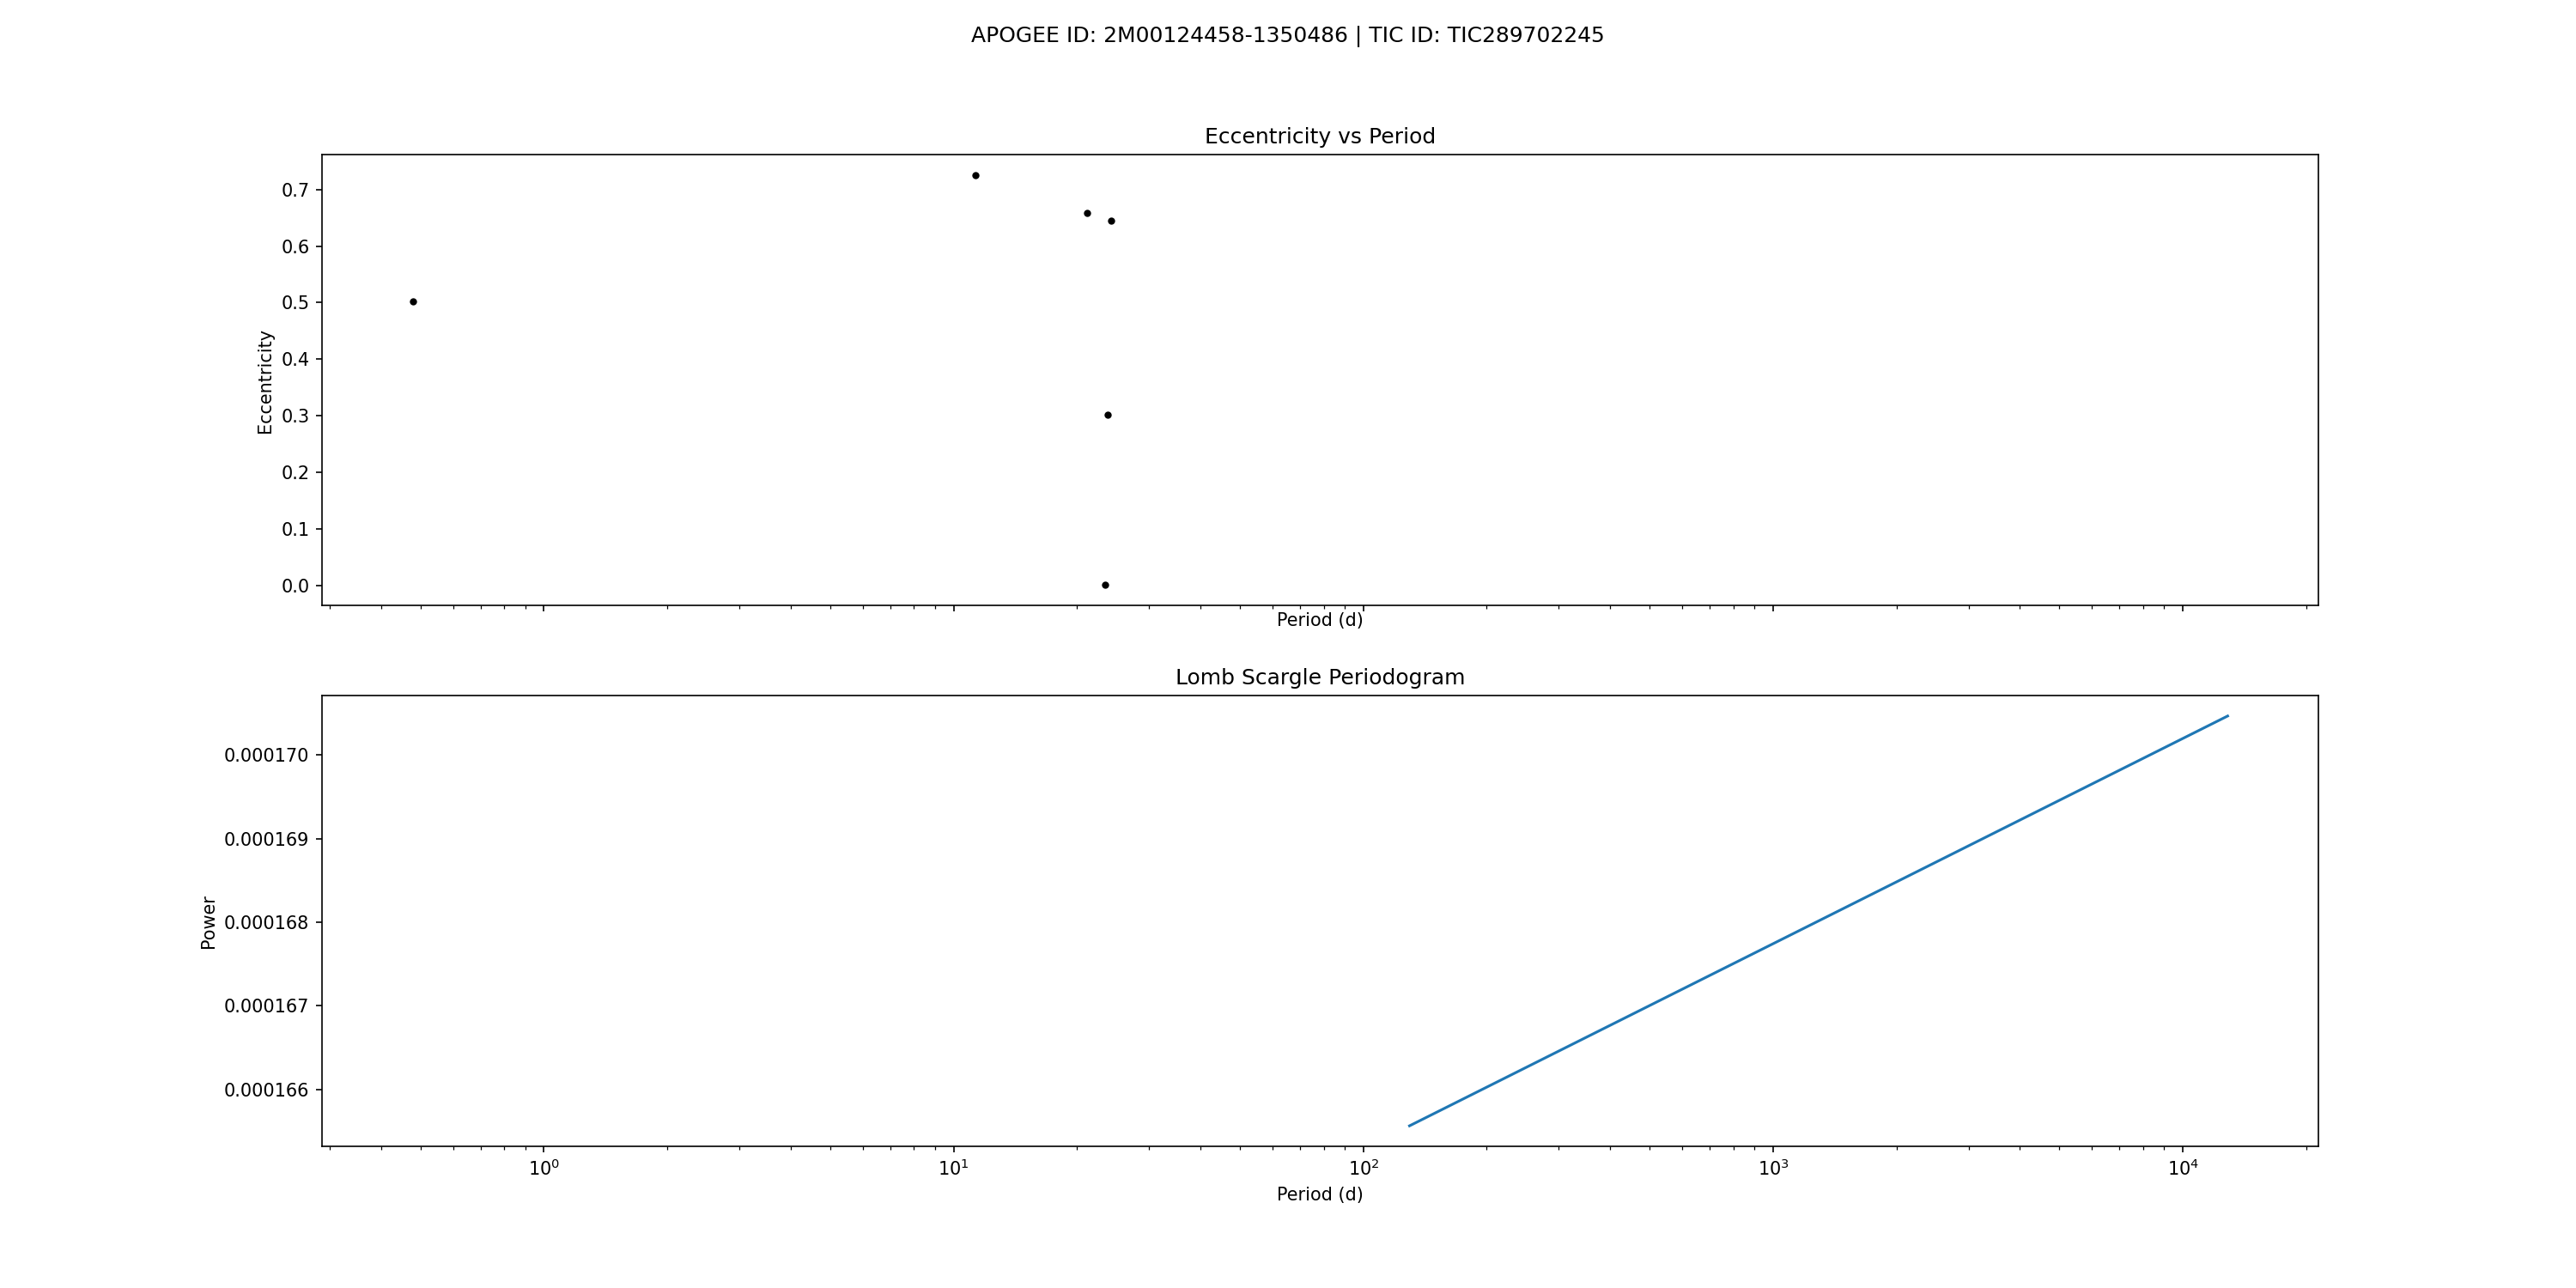 APOGEE ID: 2M00124458-1350486 | TIC ID: TIC289702245
Eccentricity vs Period
0.7
0.6
0.5
0.4
0.3
0.2
0.1
0.0
Eccentricity
Period (d)
Lomb Scargle Periodogram
0.000170
0.000169
0.000168
0.000167
0.000166
Power
10⁰ 10¹ 10² 10³ 10⁴
Period (d)